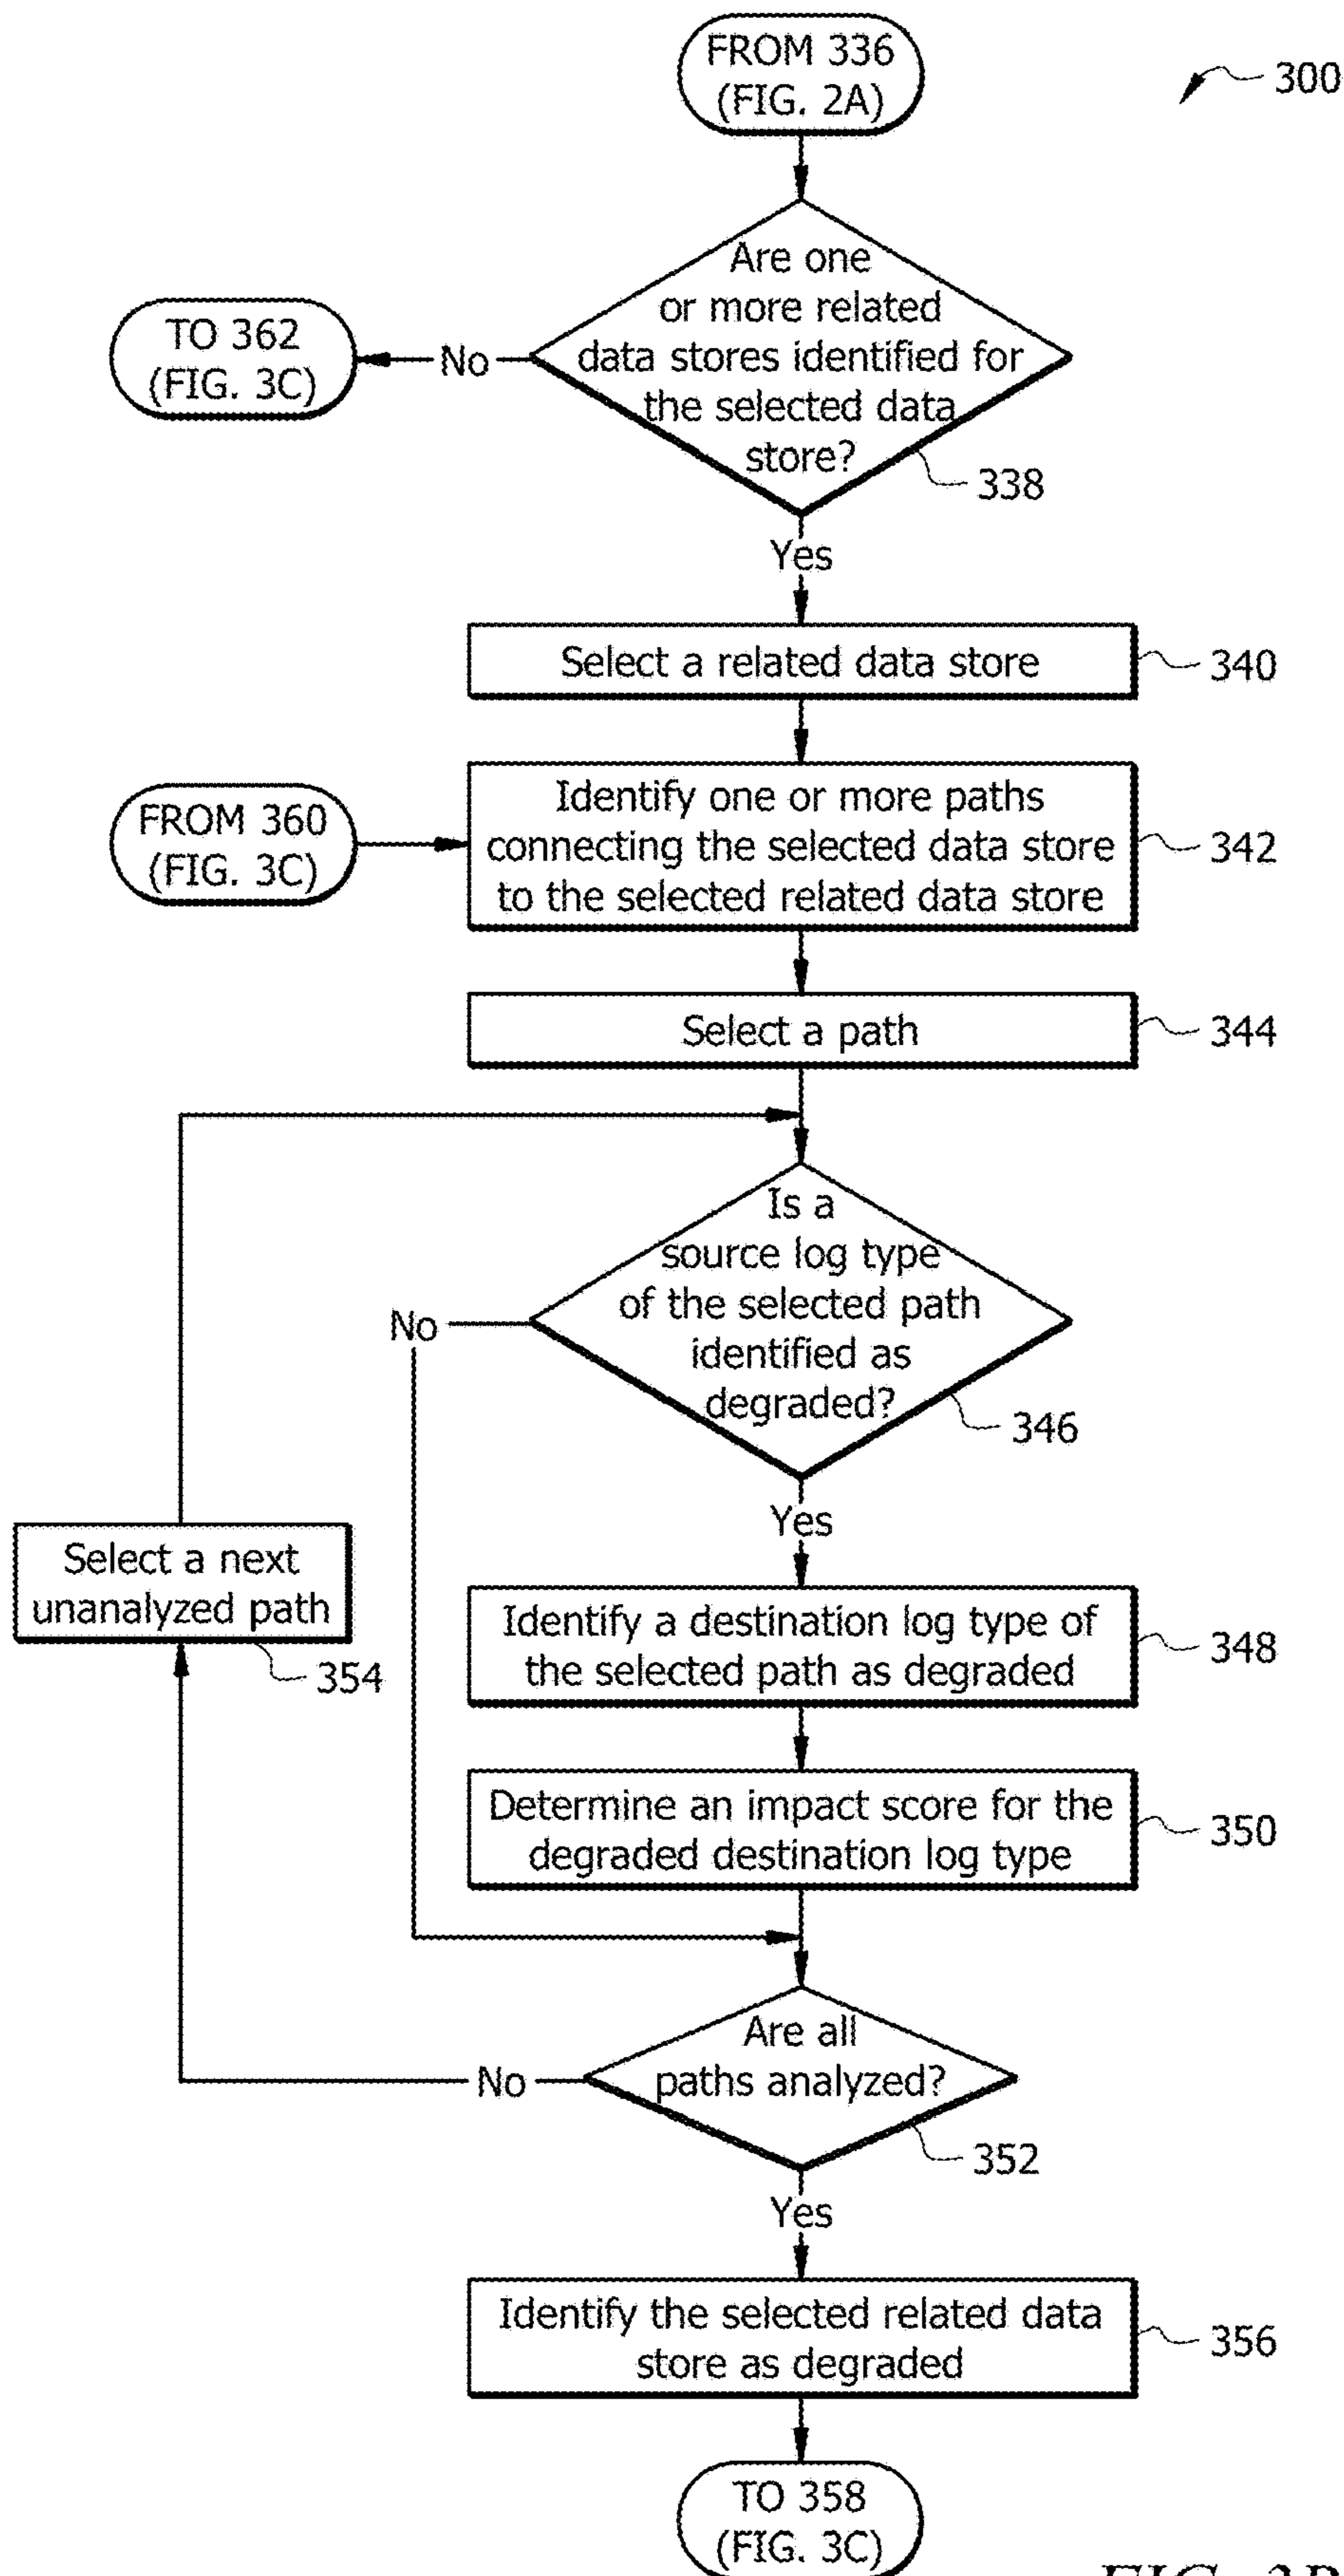 FROM 336
(FIG. 2A)
300
Are one
or more related
data stores identified for
the selected data
store?
338
No
TO 362
(FIG. 3C)
Yes
Select a related data store
340
FROM 360
(FIG. 3C)
Identify one or more paths
connecting the selected data store
to the selected related data store
342
Select a path
344
Is a
source log type
of the selected path
identified as
degraded?
346
No
Yes
Select a next
unanalyzed path
354
Identify a destination log type of
the selected path as degraded
348
Determine an impact score for the
degraded destination log type
350
Are all
paths analyzed?
352
No
Yes
Identify the selected related data
store as degraded
356
TO 358
(FIG. 3C)